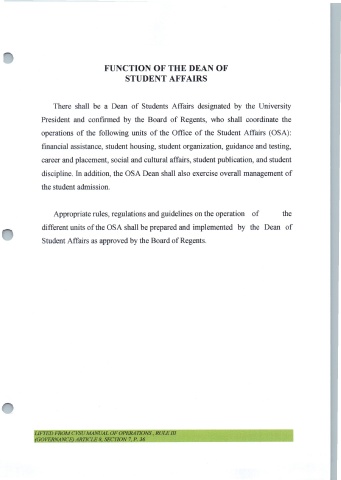 FUNCTION OF THE DEAN OF
STUDENT AFFAIRS
There shall be a Dean of Students Affairs designated by the University
President and confirmed by the Board of Regents, who shall coordinate the
operations of the following units of the Office of the Student Affairs (OSA):
financial assistance, student housing, student organization, guidance and testing,
career and placement, social and cultural affairs, student publication, and student
discipline. In addition, the OSA Dean shall also exercise overall management of
the student admission.
Appropriate rules, regulations and guidelines on the operation of the
different units of the OSA shall be prepared and implemented by the Dean of
Student Affairs as approved by the Board of Regents.
LIFTED FROM CVSU MANUAL OF OPERATIONS , RULE III
(GOVERNANCE) ARTICLE 8, SECTION 7, P. 26